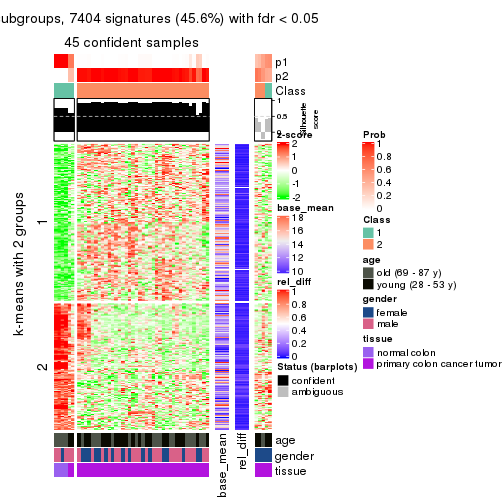 ubgroups, 7404 signatures (45.6%) with fdr < 0.05
45 confident samples
p1
p2
Class
1
0.5
0
Silhouette
score
k-means with 2 groups
1
2
z-score
2
1
0
-1
-2
base_mean
18
16
14
12
10
rel_diff
1
0.8
0.6
0.4
0.2
0
Status (barplots)
confident
ambiguous
Prob
1
0.8
0.6
0.4
0.2
0
Class
1
2
age
old (69 - 87 y)
young (28 - 53 y)
gender
female
male
tissue
normal colon
primary colon cancer tumor
age
gender
tissue
base_mean
rel_diff